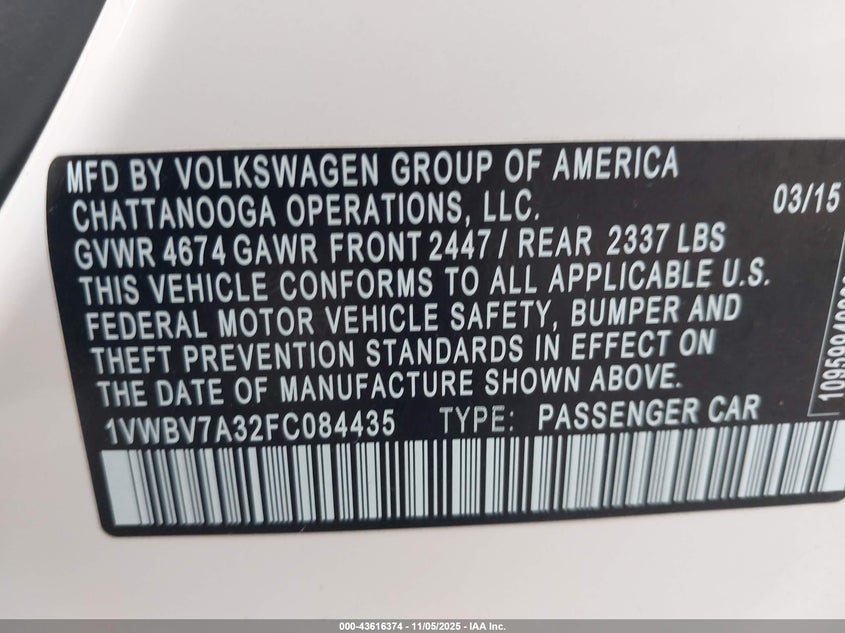 MFD BY VOLKSWAGEN GROUP OF AMERICA
CHATTANOOGA OPERATIONS, LLC. 03/15
GVWR 4674 GAWR FRONT 2447 / REAR 2337 LBS
THIS VEHICLE CONFORMS TO ALL APPLICABLE U.S.
FEDERAL MOTOR VEHICLE SAFETY, BUMPER AND
THEFT PREVENTION STANDARDS IN EFFECT ON
THE DATE OF MANUFACTURE SHOWN ABOVE.
1VWBV7A32FC084435 TYPE: PASSENGER CAR
000-43616374 | 11/05/2025 - IAA Inc.